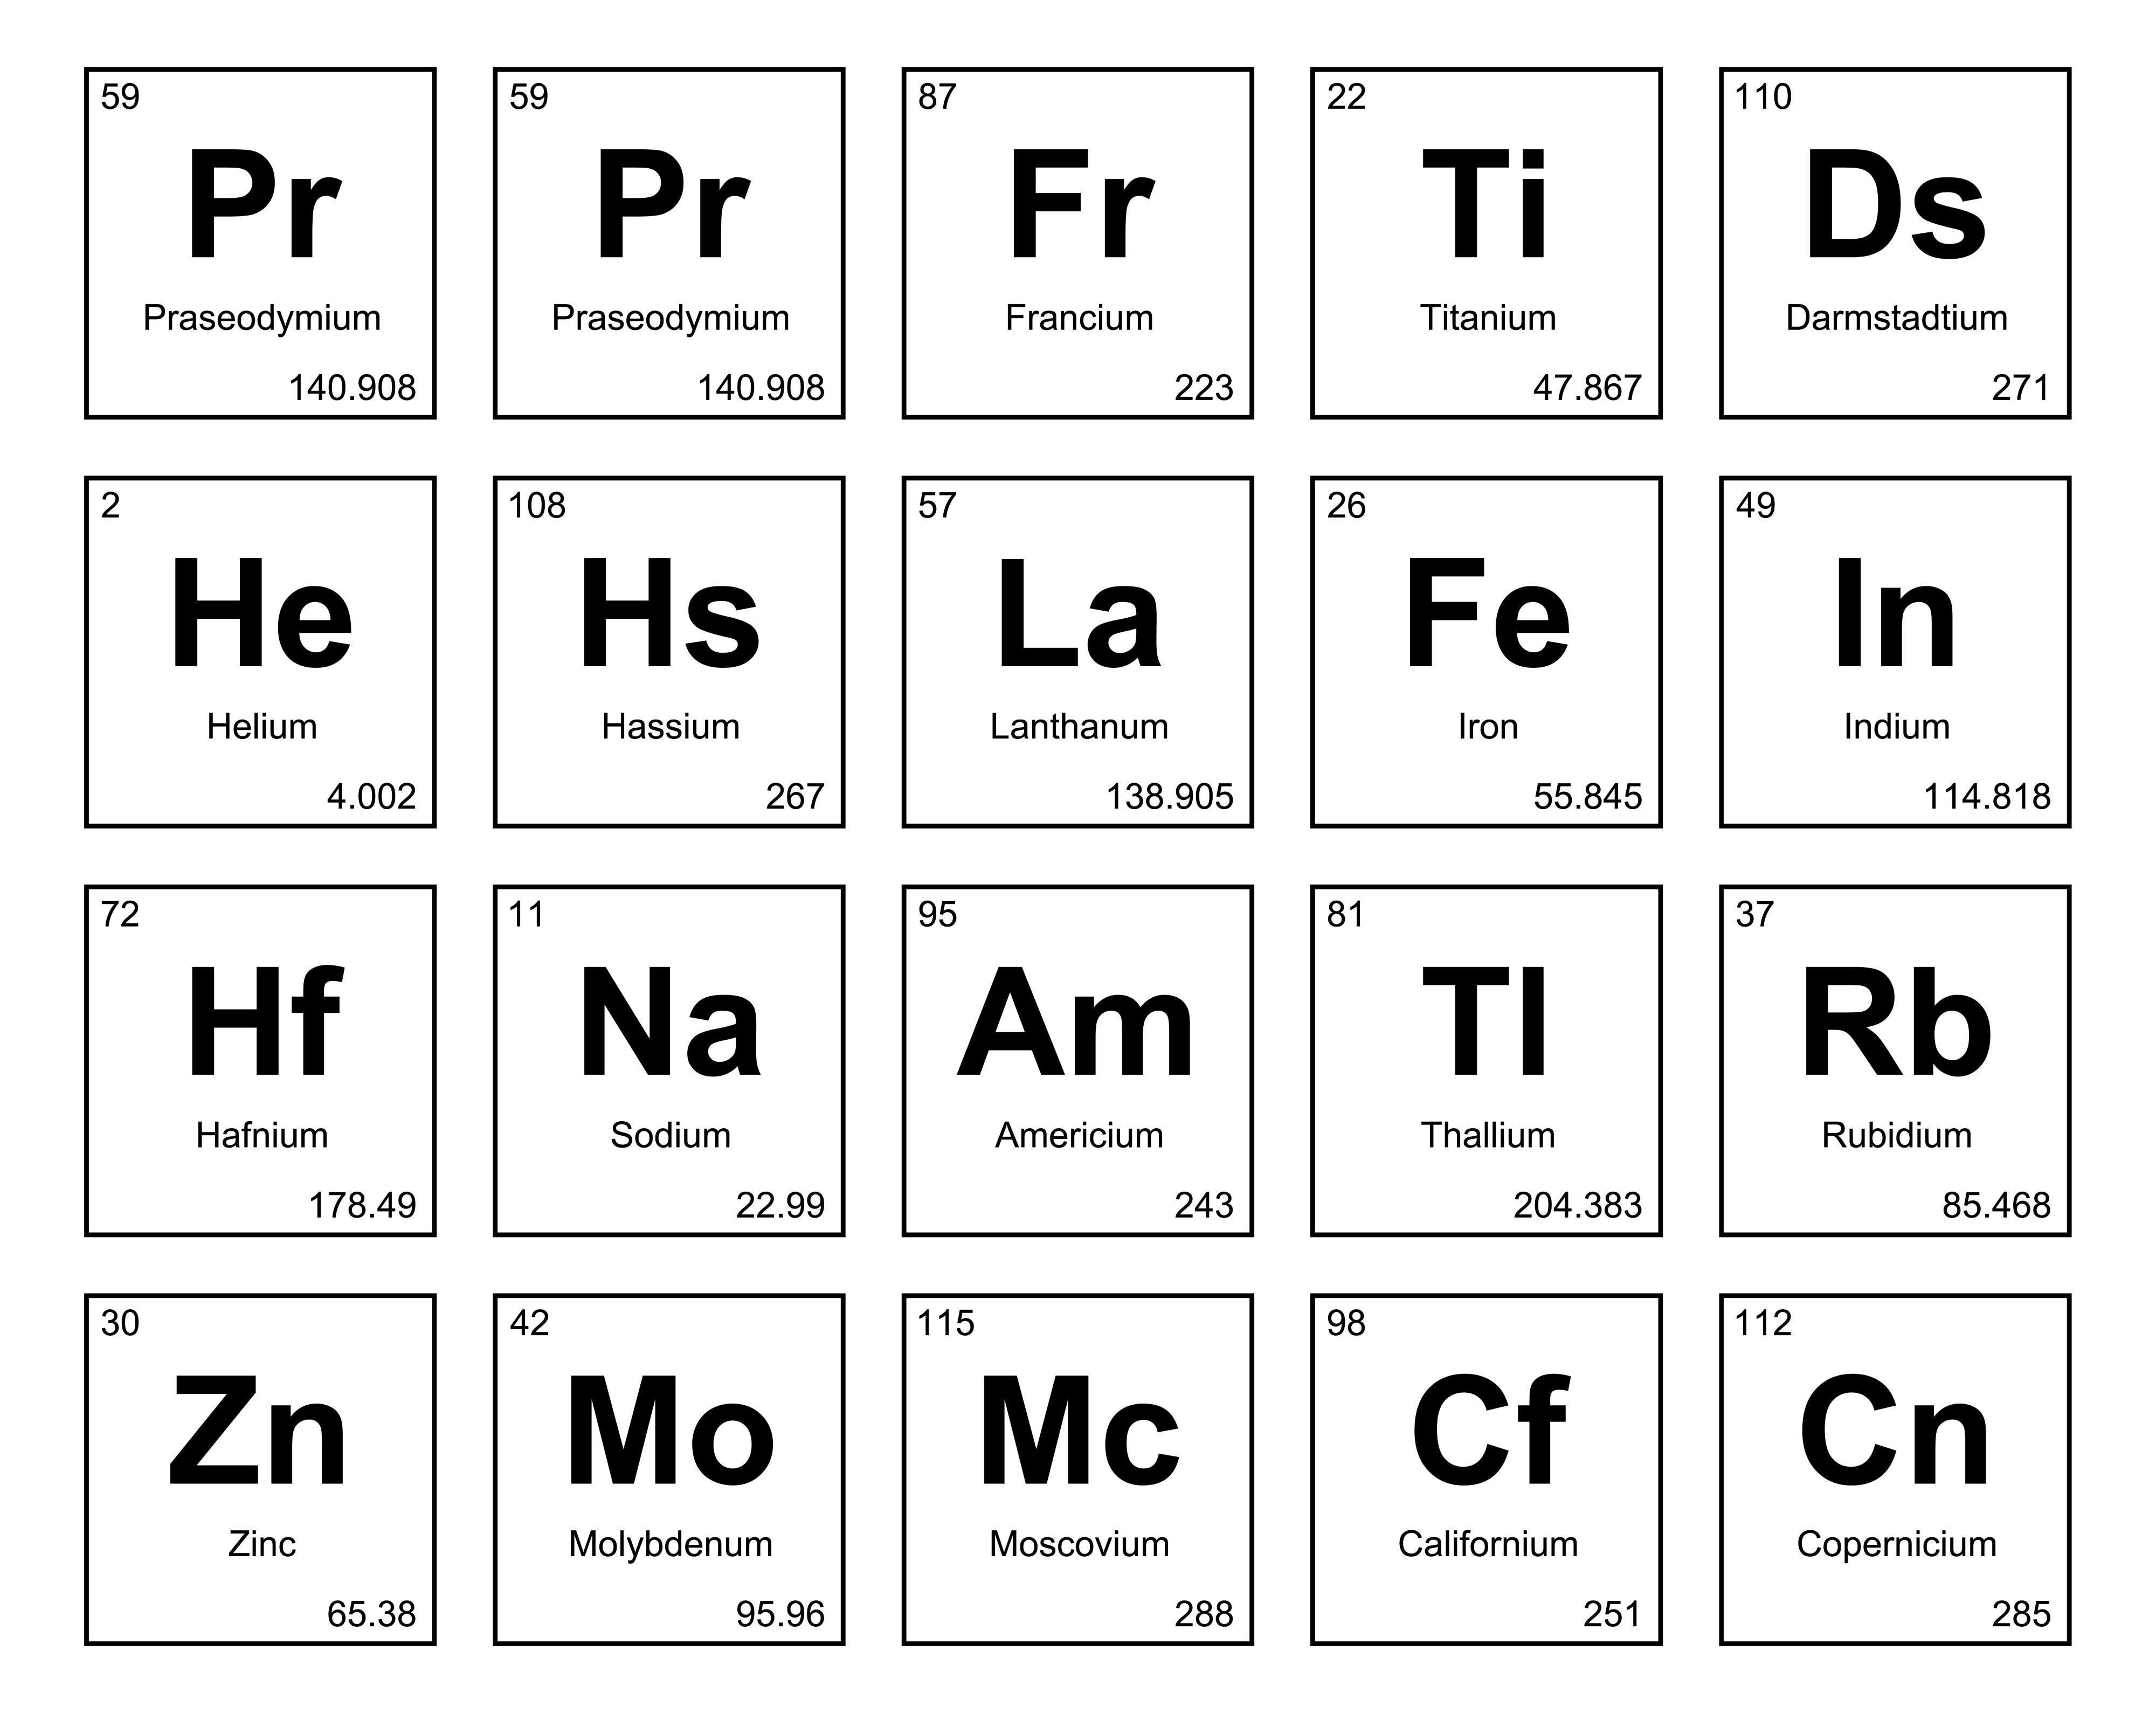 59
Pr
Praseodymium
140.908
59
Pr
Praseodymium
140.908
87
Fr
Francium
223
22
Ti
Titanium
47.867
110
Ds
Darmstadtium
271
2
He
Helium
4.002
108
Hs
Hassium
267
57
La
Lanthanum
138.905
26
Fe
Iron
55.845
49
In
Indium
114.818
72
Hf
Hafnium
178.49
11
Na
Sodium
22.99
95
Am
Americium
243
81
Tl
Thallium
204.383
37
Rb
Rubidium
85.468
30
Zn
Zinc
65.38
42
Mo
Molybdenum
95.96
115
Mc
Moscovium
288
98
Cf
Californium
251
112
Cn
Copernicium
285